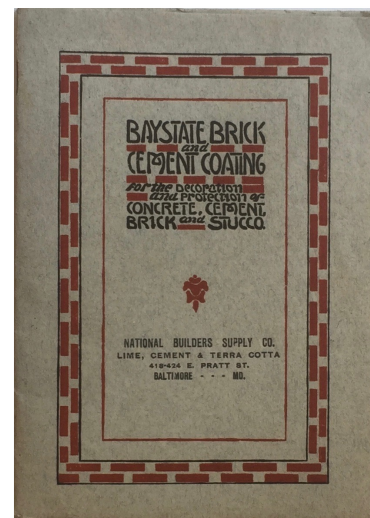 BAYSTATE BRICK
and
CEMENT COATING
for the DECORATION
and PROTECTION of
CONCRETE, CEMENT,
BRICK and STUCCO.
NATIONAL BUILDERS SUPPLY CO.
LIME, CEMENT & TERRA COTTA
418-424 E. PRATT ST.
BALTIMORE - - - MD.